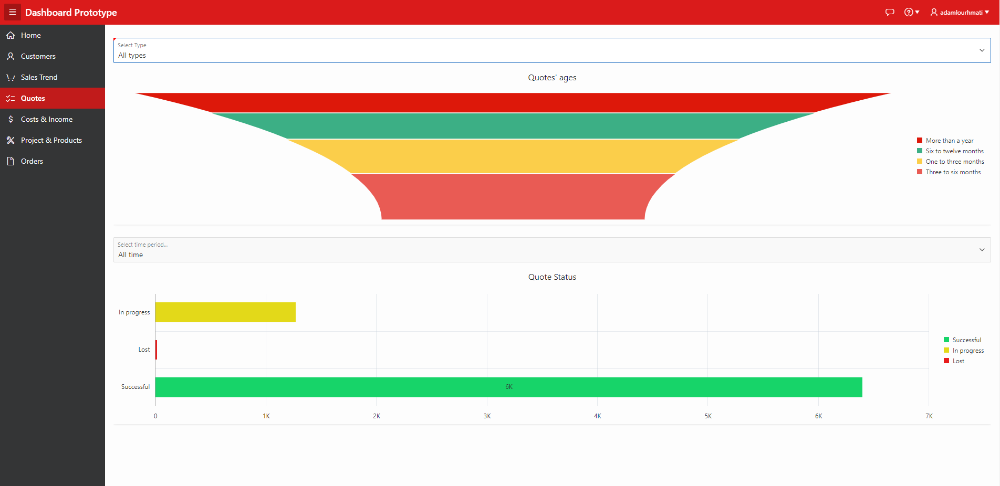 Dashboard Prototype
adamlourhmati
Home
Customers
Sales Trend
Quotes
Costs & Income
Project & Products
Orders
Select Type
All types
Quotes' ages
More than a year
Six to twelve months
One to three months
Three to six months
Select time period...
All time
Quote Status
In progress
Lost
Successful
6K
0 1K 2K 3K 4K 5K 6K 7K
Successful
In progress
Lost